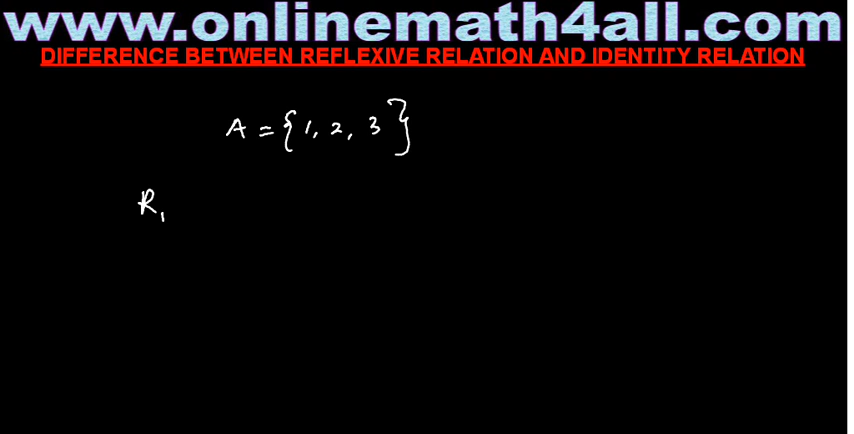 www.onlinemath4all.com
DIFFERENCE BETWEEN REFLEXIVE RELATION AND IDENTITY RELATION
A = {1, 2, 3}
R₁